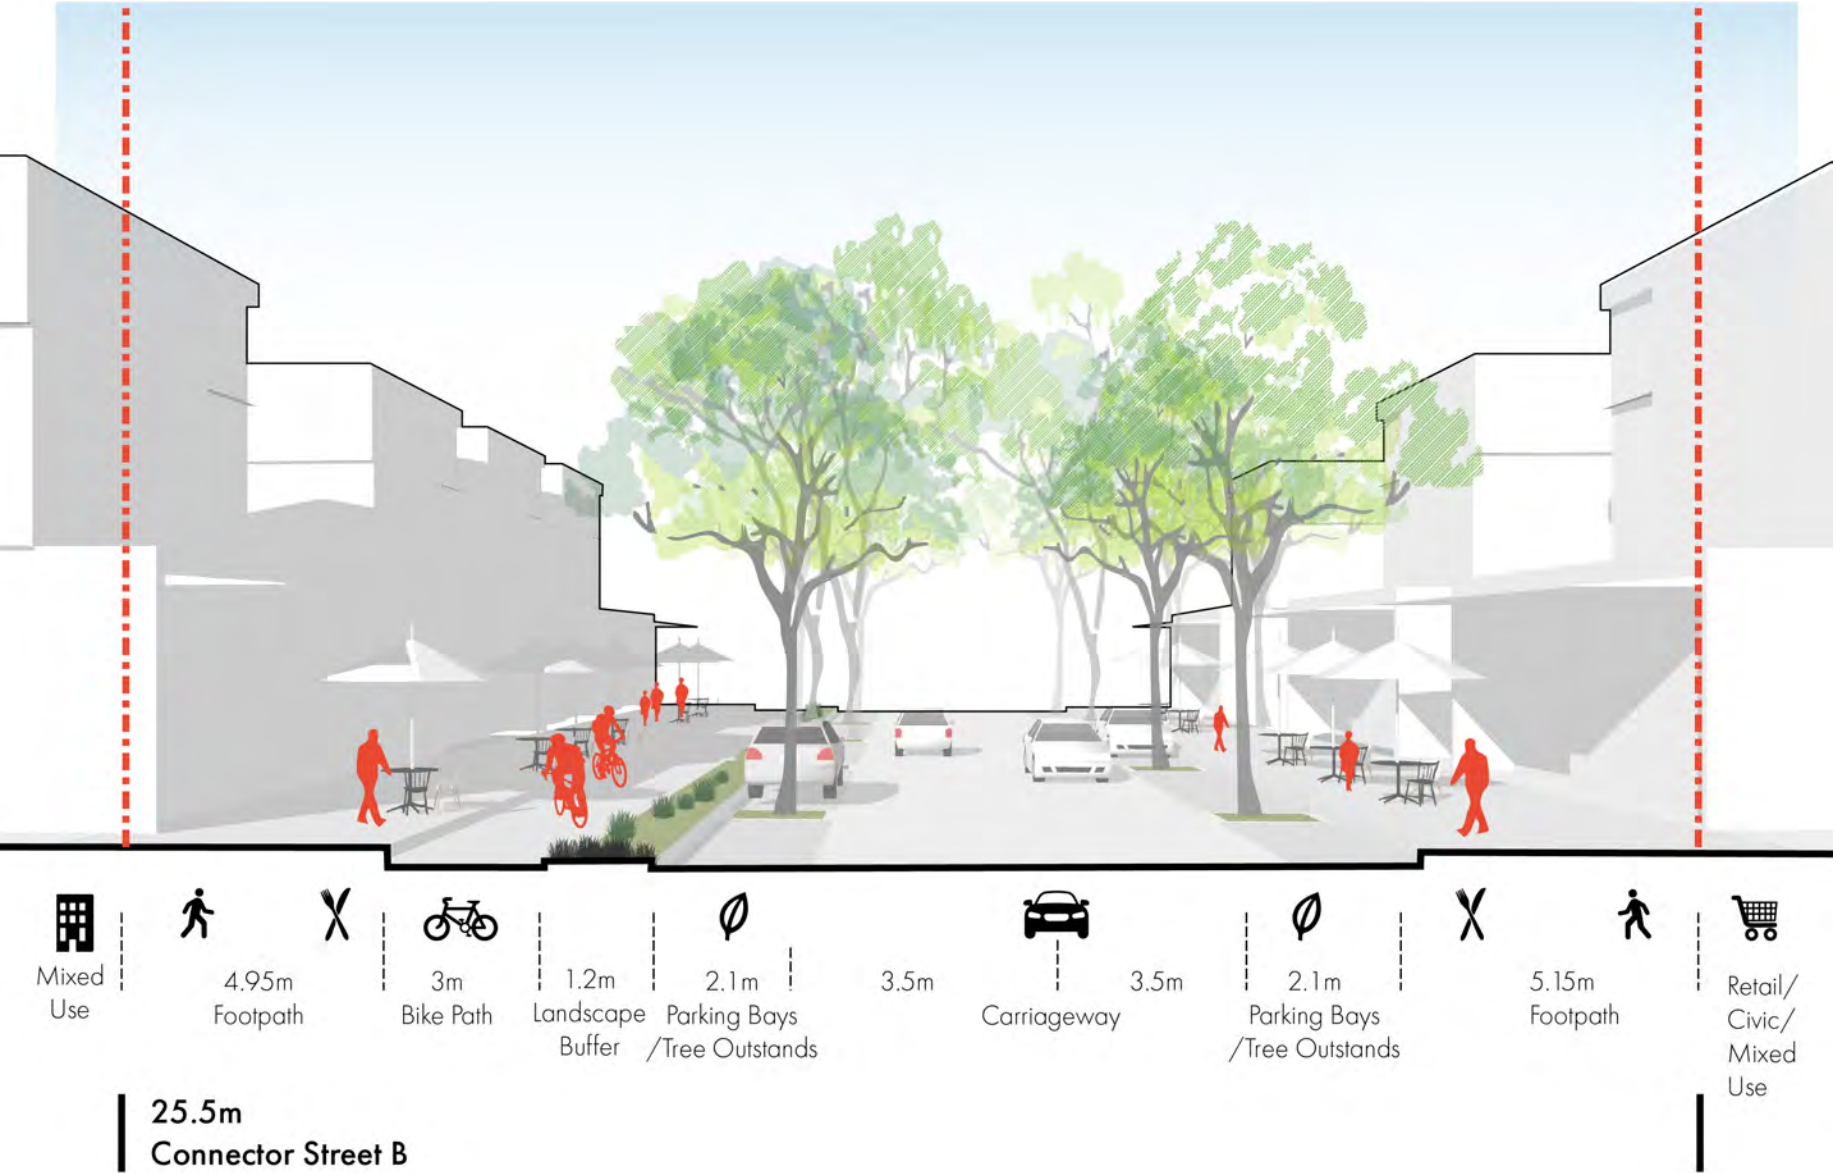 Mixed
Use
4.95m
Footpath
3m
Bike Path
1.2m
Landscape
Buffer
2.1m
Parking Bays
/Tree Outstands
3.5m
Carriageway
3.5m
2.1m
Parking Bays
/Tree Outstands
5.15m
Footpath
Retail/
Civic/
Mixed
Use
25.5m
Connector Street B